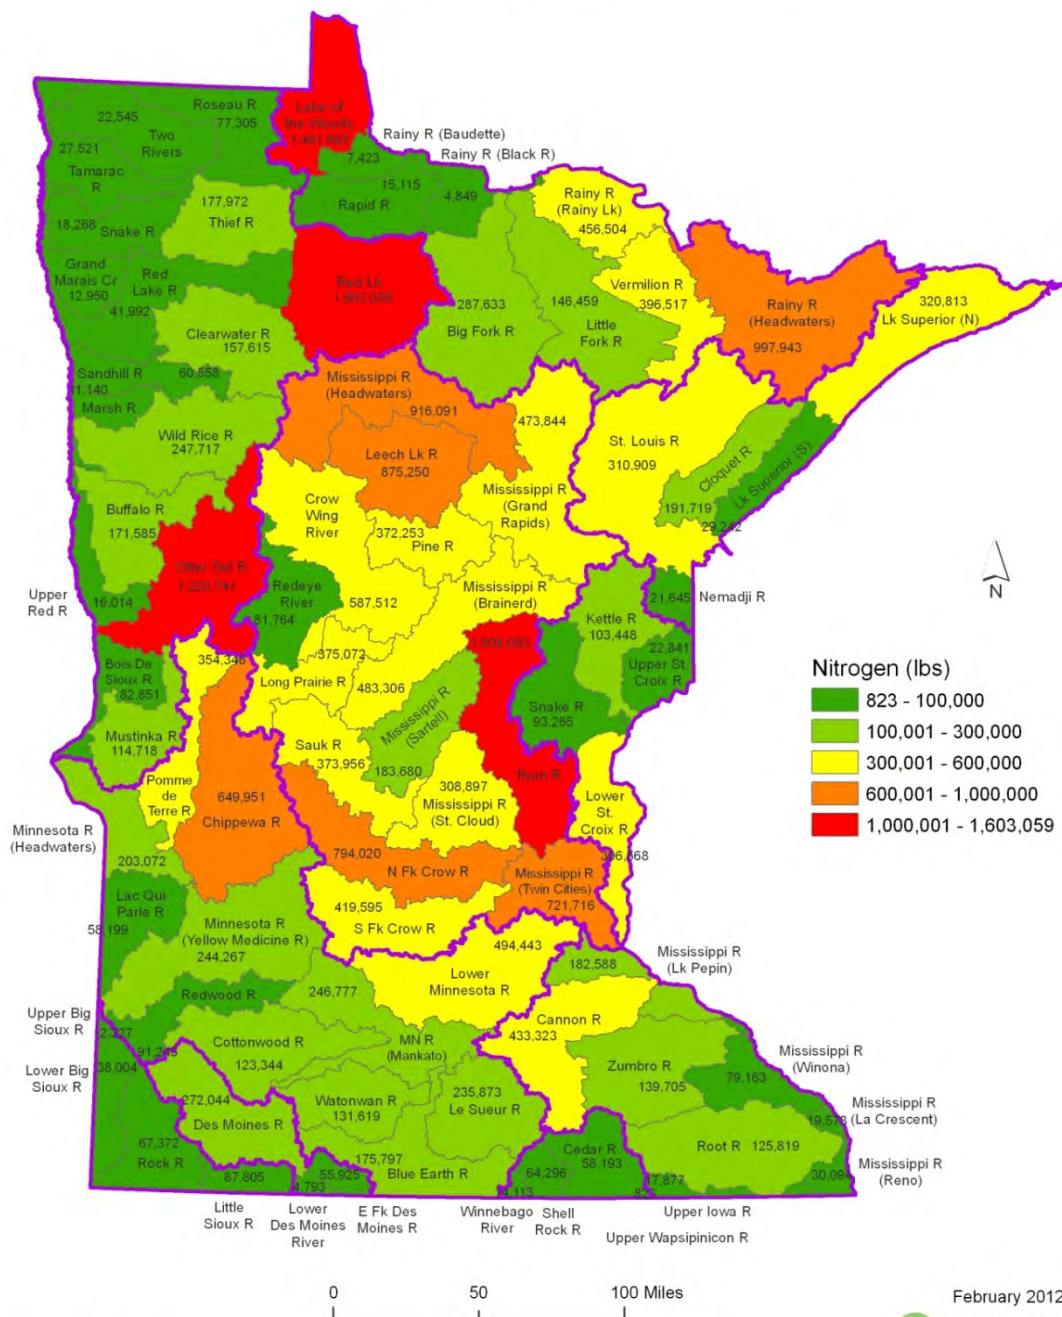 Roseau R
77,305
22,545
Two
Rivers
27,521
Tamarac
R
Lake of
the Woods
Rainy R (Baudette)
7,423
Rainy R (Black R)
15,115
4,849
Rapid R
177,972
Thief R
18,268
Snake R
Rainy R
(Rainy Lk)
456,504
Grand
Marais Cr
12,950
Red
Lake R
41,992
Red Lk
1,603,059
287,633
Big Fork R
146,459
Little
Fork R
Vermilion R
396,517
Rainy R
(Headwaters)
997,943
320,813
Lk Superior (N)
Clearwater R
157,615
Sandhill R
60,558
11,140
Marsh R
Mississippi R
(Headwaters)
916,091
473,844
Wild Rice R
247,717
Leech Lk R
875,250
St. Louis R
310,909
Cloquet R
191,719
Lk Superior (S)
29,242
Mississippi R
(Grand
Rapids)
Crow
Wing
River
372,253
Pine R
Buffalo R
171,585
Otter Tail R
Upper
Red R
16,014
Redeye
River
81,764
587,512
Mississippi R
(Brainerd)
Kettle R
103,448
21,645
Nemadji R
22,841
Upper St.
Croix R
Bois De
Sioux R
82,851
354,346
375,072
Long Prairie R
483,306
Mississippi R
(Sartell)
183,680
Snake R
93,265
Mustinka R
114,718
Sauk R
373,956
Rum R
Pomme
de
Terre R
649,951
Chippewa R
308,897
Mississippi R
(St. Cloud)
Lower
St.
Croix R
Minnesota R
(Headwaters)
203,072
794,020
N Fk Crow R
Mississippi R
(Twin Cities)
721,716
Lac Qui
Parle R
58,199
419,595
S Fk Crow R
Minnesota R
(Yellow Medicine R)
244,267
494,443
Lower
Minnesota R
182,588
Mississippi R
(Lk Pepin)
Redwood R
246,777
Cannon R
433,323
Upper Big
Sioux R
91,245
Cottonwood R
123,344
MN R
(Mankato)
Zumbro R
139,705
79,163
Mississippi R
(Winona)
Lower Big
Sioux R
38,004
272,044
Des Moines R
Watonwan R
131,619
235,873
Le Sueur R
Mississippi R
(La Crescent)
67,372
Rock R
175,797
Blue Earth R
Cedar R
58,193
64,296
Root R
125,819
30,094
Mississippi R
(Reno)
87,805
55,925
17,877
Little
Sioux R
Lower
Des Moines
River
E Fk Des
Moines R
Winnebago
River
Shell
Rock R
Upper Iowa R
Upper Wapsipinicon R
N
Nitrogen (lbs)
823 - 100,000
100,001 - 300,000
300,001 - 600,000
600,001 - 1,000,000
1,000,001 - 1,603,059
0 50 100 Miles
February 2012